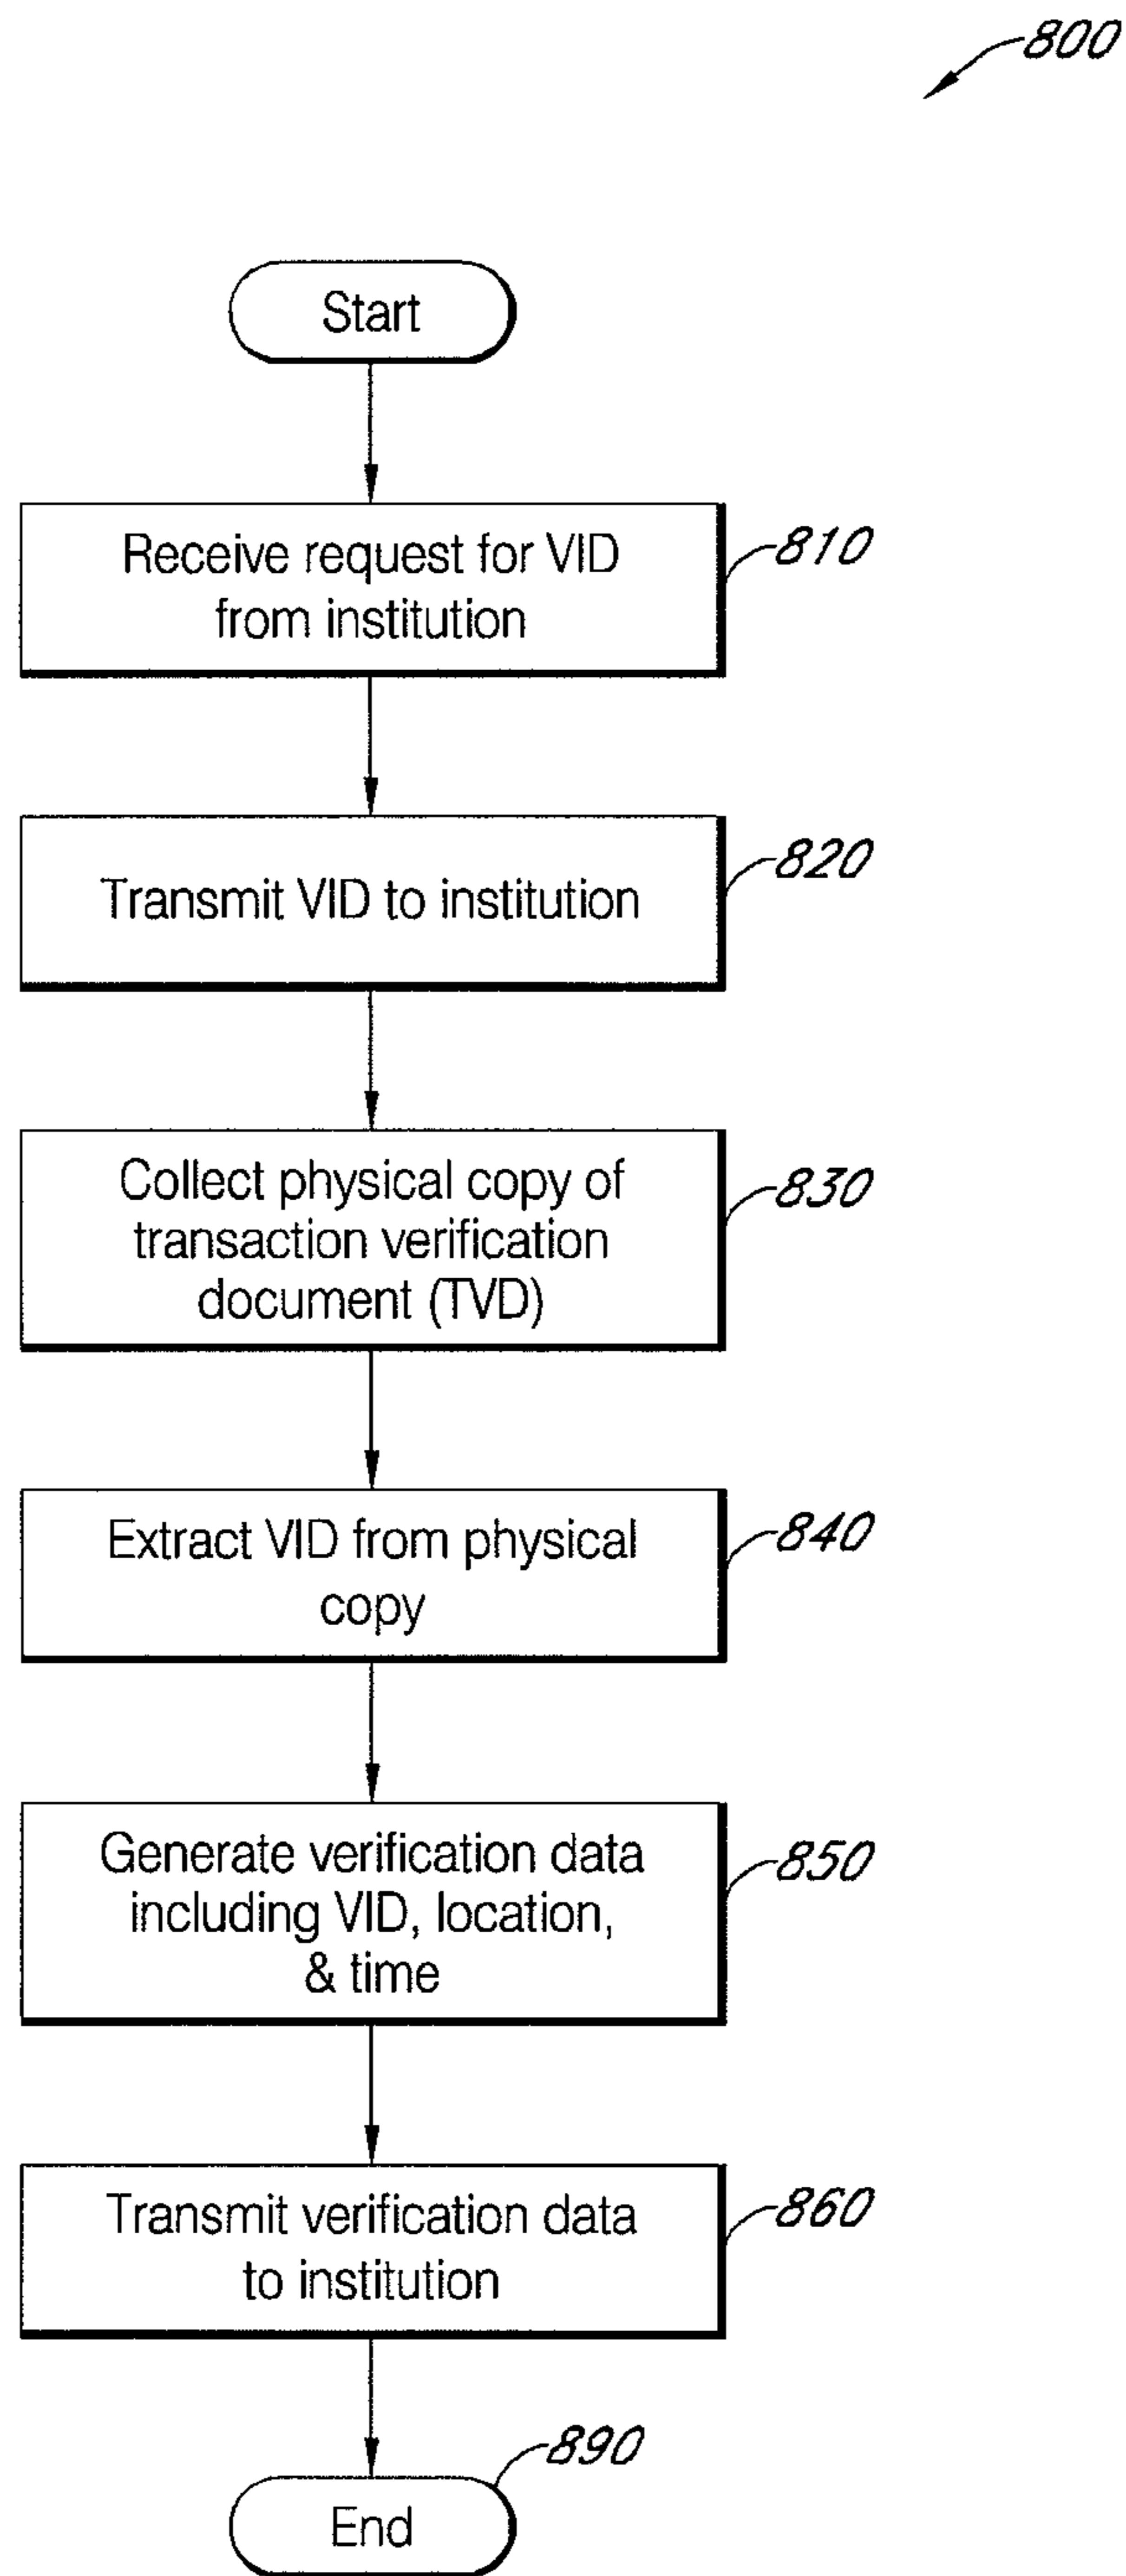 800
Start
Receive request for VID
from institution
810
Transmit VID to institution
820
Collect physical copy of
transaction verification
document (TVD)
830
Extract VID from physical
copy
840
Generate verification data
including VID, location,
& time
850
Transmit verification data
to institution
860
890
End